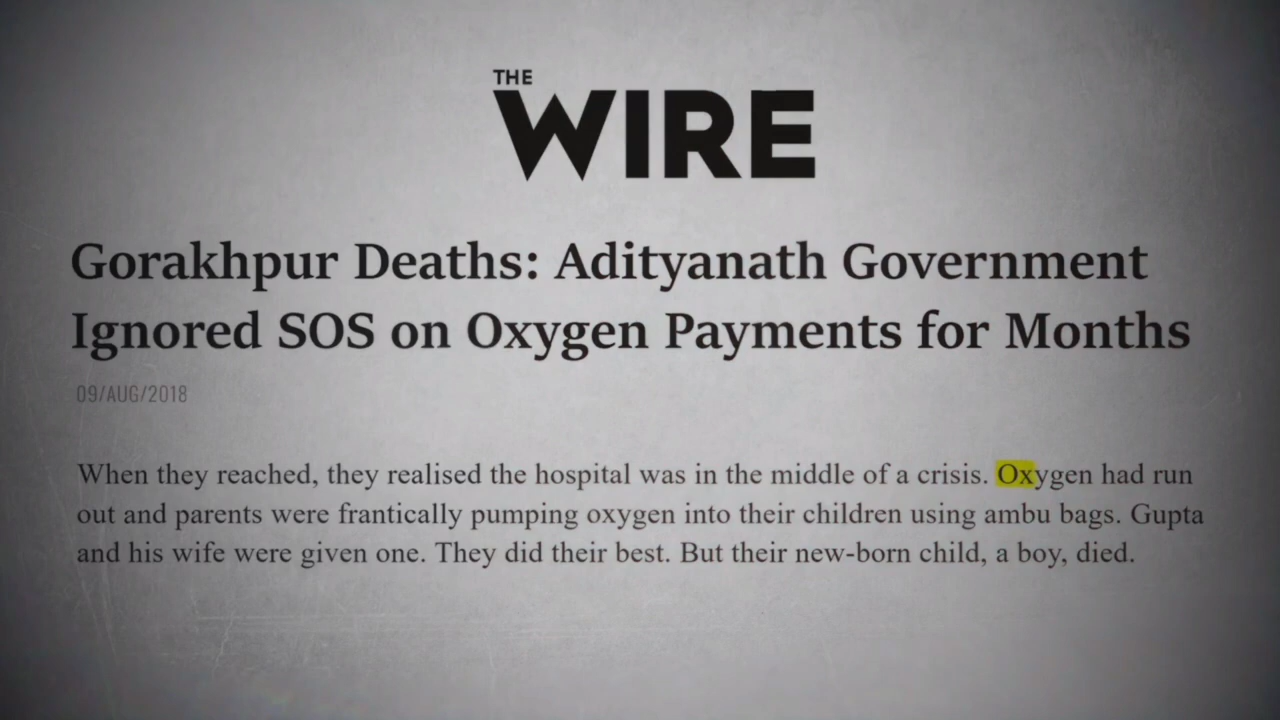 THE
WIRE
Gorakhpur Deaths: Adityanath Government
Ignored SOS on Oxygen Payments for Months
09/AUG/2018
When they reached, they realised the hospital was in the middle of a crisis. Oxygen had run
out and parents were frantically pumping oxygen into their children using ambu bags. Gupta
and his wife were given one. They did their best. But their new-born child, a boy, died.